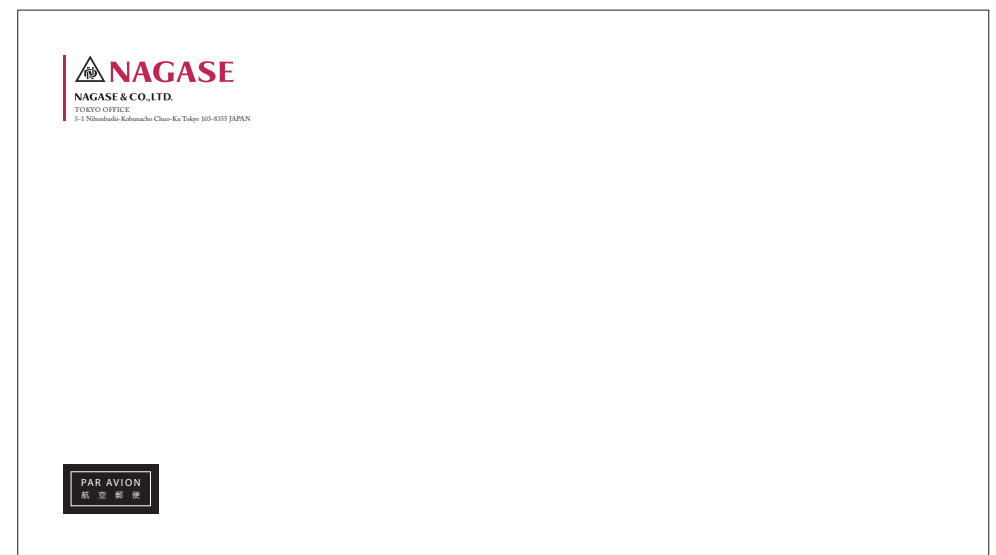 NAGASE
NAGASE & CO.,LTD.
TOKYO OFFICE
5-1 Nihonbashi-Kobunacho Chuo-Ku Tokyo 103-8355 JAPAN
PAR AVION
航空郵便